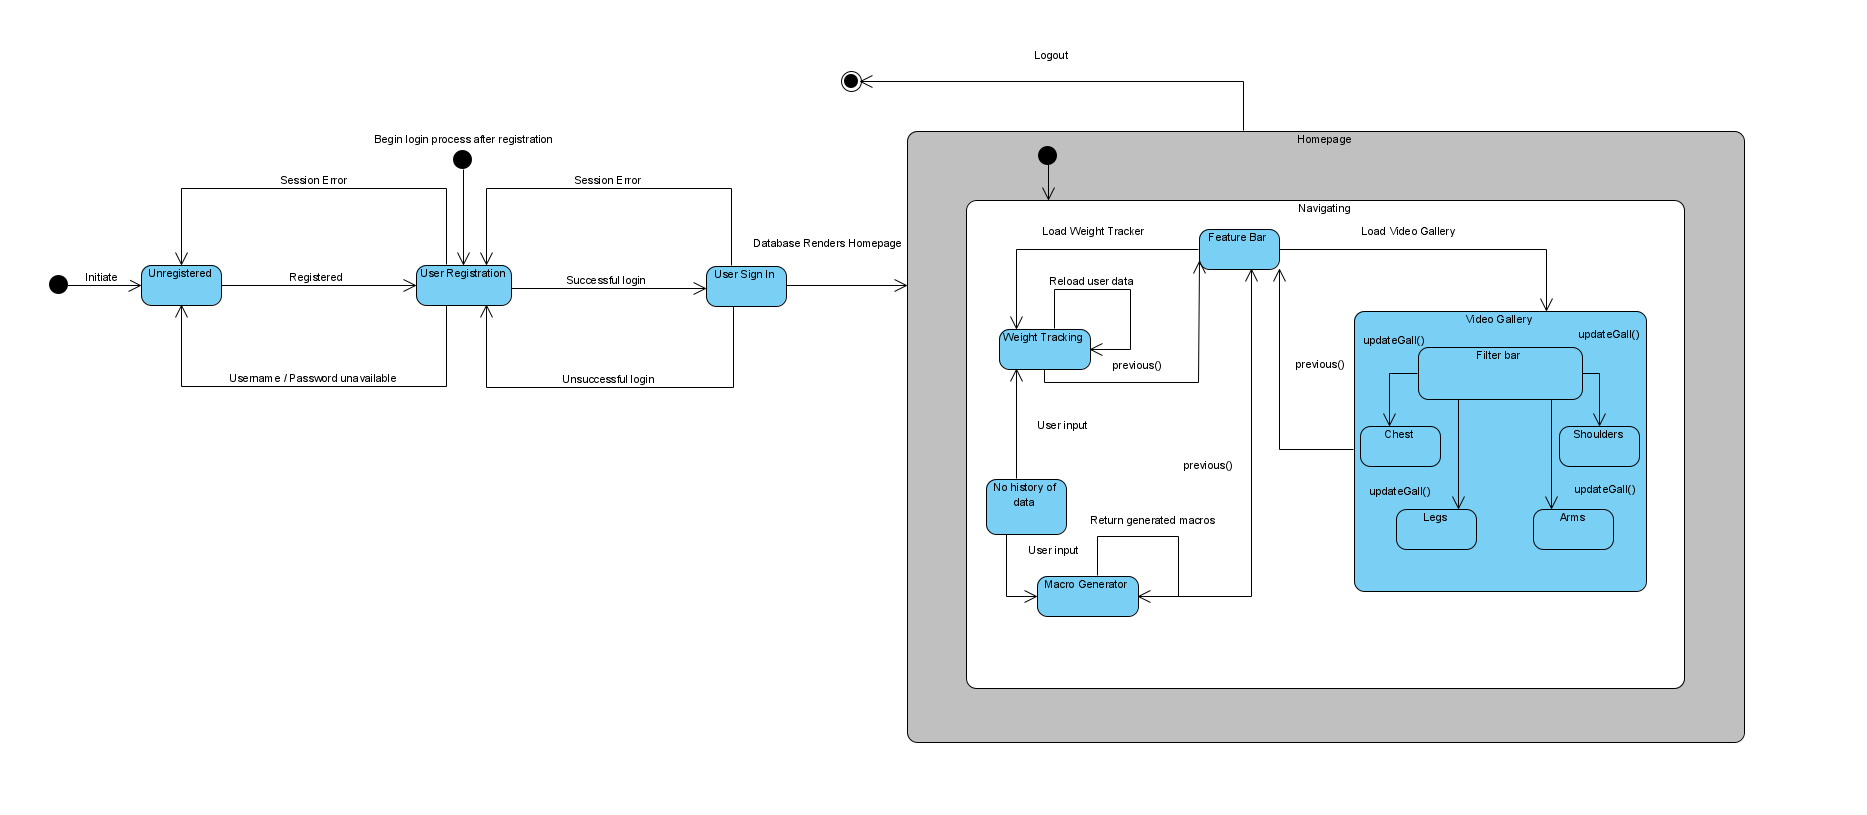 Logout
Begin login process after registration
Homepage
Session Error
Session Error
Navigating
Load Weight Tracker
Feature Bar
Load Video Gallery
Database Renders Homepage
Initiate
Unregistered
Registered
User Registration
Successful login
User Sign In
Reload user data
Video Gallery
Weight Tracking
updateGall()
updateGall()
Filter bar
previous()
previous()
Username / Password unavailable
Unsuccessful login
User input
Chest
Shoulders
previous()
No history of
data
updateGall()
updateGall()
Return generated macros
Legs
Arms
User input
Macro Generator